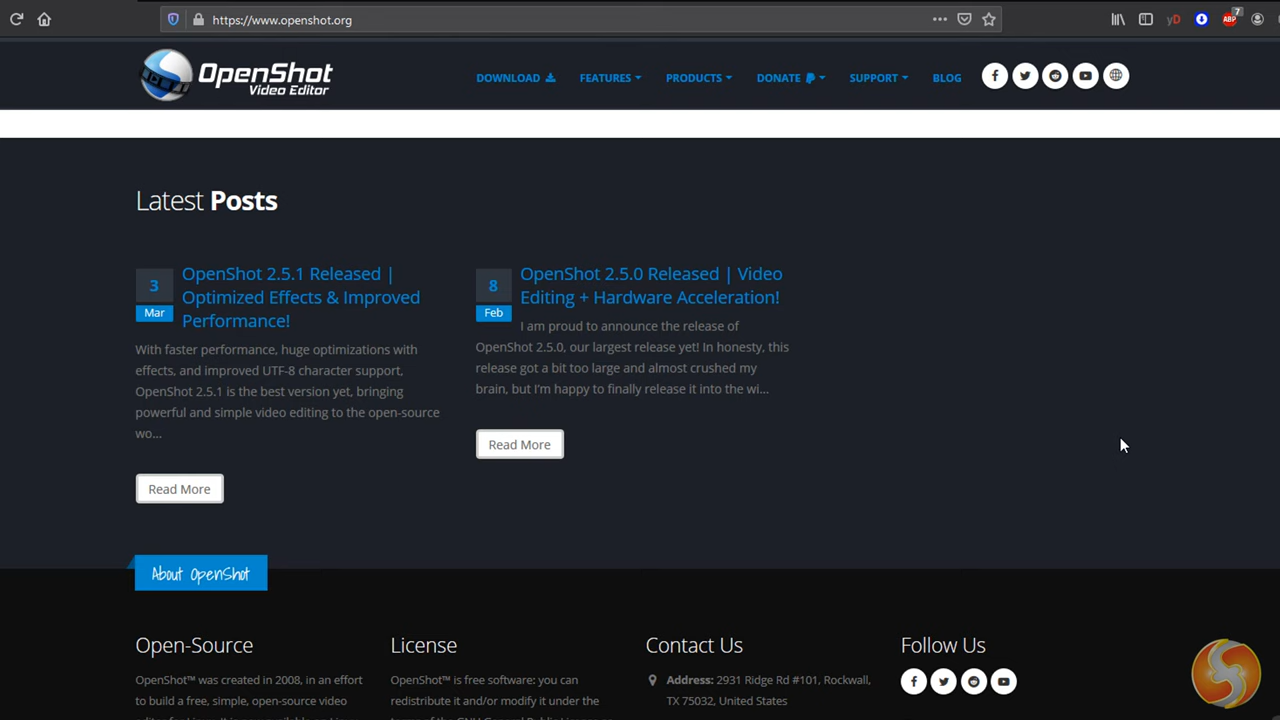 https://www.openshot.org
yD
ABP
7
OpenShot
Video Editor
DOWNLOAD
FEATURES
PRODUCTS
DONATE
SUPPORT
BLOG
Latest Posts
3
Mar
OpenShot 2.5.1 Released |
Optimized Effects & Improved
Performance!
With faster performance, huge optimizations with
effects, and improved UTF-8 character support,
OpenShot 2.5.1 is the best version yet, bringing
powerful and simple video editing to the open-source
wo...
Read More
8
Feb
OpenShot 2.5.0 Released | Video
Editing + Hardware Acceleration!
I am proud to announce the release of
OpenShot 2.5.0, our largest release yet! In honesty, this
release got a bit too large and almost crushed my
brain, but I'm happy to finally release it into the wi...
Read More
About OpenShot
Open-Source
OpenShot™ was created in 2008, in an effort
to build a free, simple, open-source video
License
OpenShot™ is free software: you can
redistribute it and/or modify it under the
Contact Us
Address: 2931 Ridge Rd #101, Rockwall,
TX 75032, United States
Follow Us